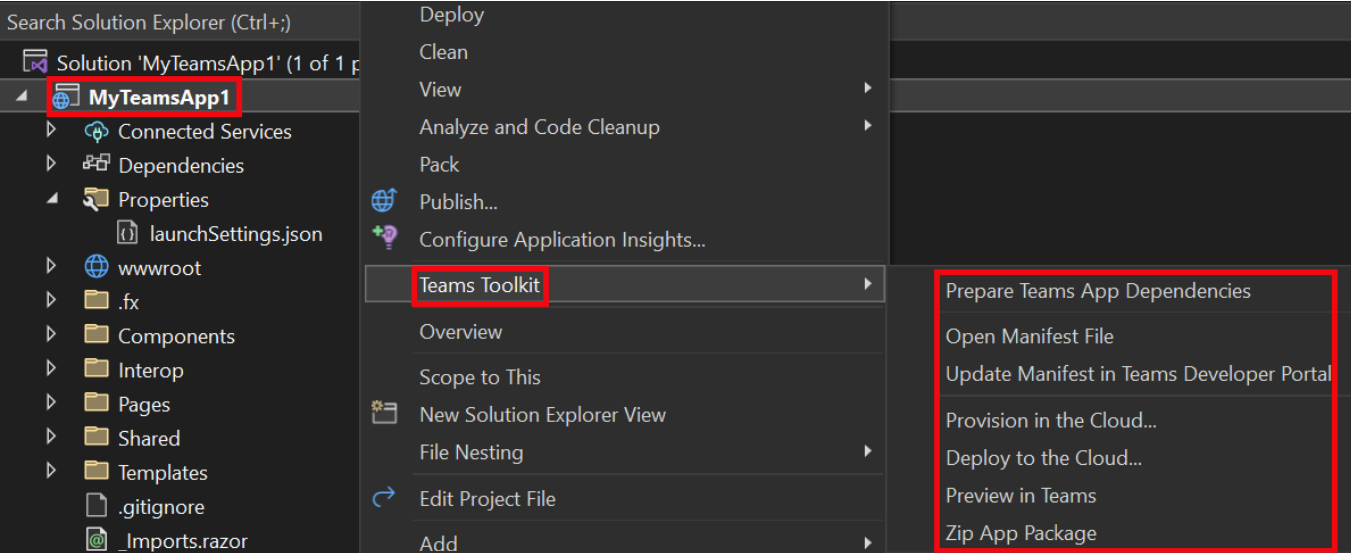 Search Solution Explorer (Ctrl+;)
Solution 'MyTeamsApp1' (1 of 1 p
MyTeamsApp1
Connected Services
Dependencies
Properties
launchSettings.json
wwwroot
.fx
Components
Interop
Pages
Shared
Templates
.gitignore
_Imports.razor
Deploy
Clean
View
Analyze and Code Cleanup
Pack
Publish...
Configure Application Insights...
Teams Toolkit
Overview
Scope to This
New Solution Explorer View
File Nesting
Edit Project File
Add
Prepare Teams App Dependencies
Open Manifest File
Update Manifest in Teams Developer Portal
Provision in the Cloud...
Deploy to the Cloud...
Preview in Teams
Zip App Package